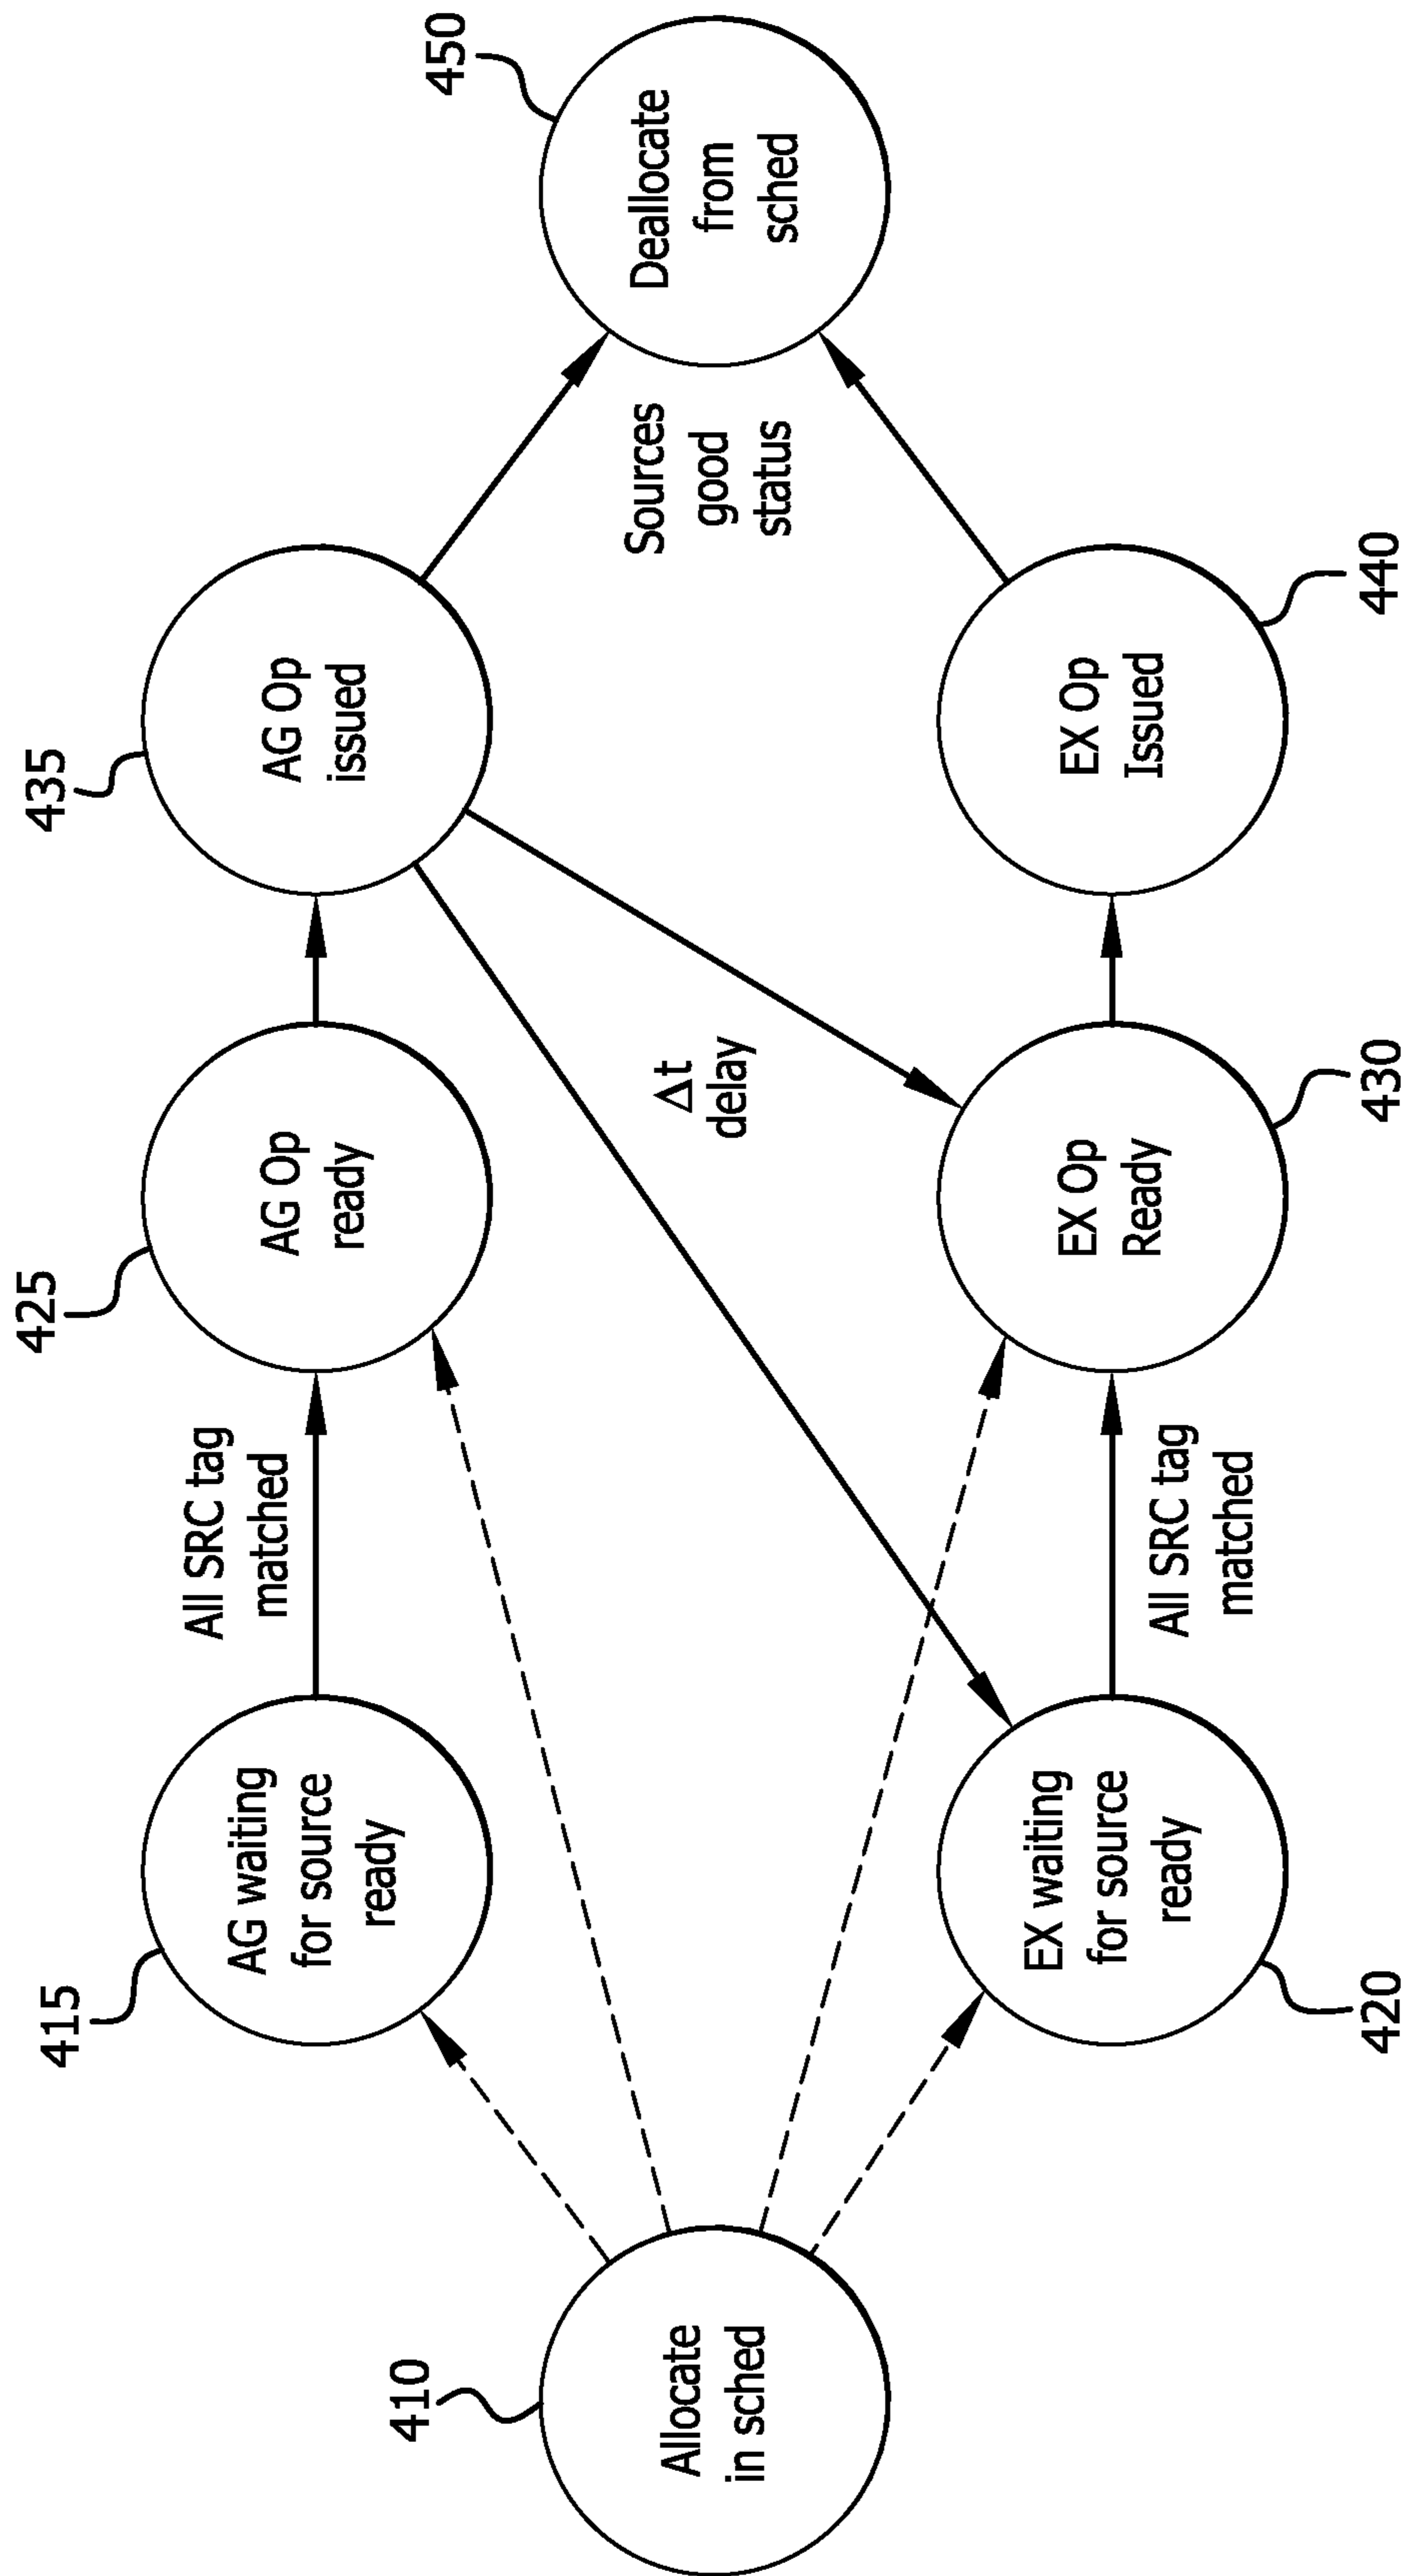 415
AG waiting
for source
ready
All SRC tag
matched
425
AG Op
ready
435
AG Op
issued
410
Allocate
in sched
Δt
delay
Sources
good
status
450
Deallocate
from
sched
EX waiting
for source
ready
420
All SRC tag
matched
EX Op
Ready
430
EX Op
Issued
440